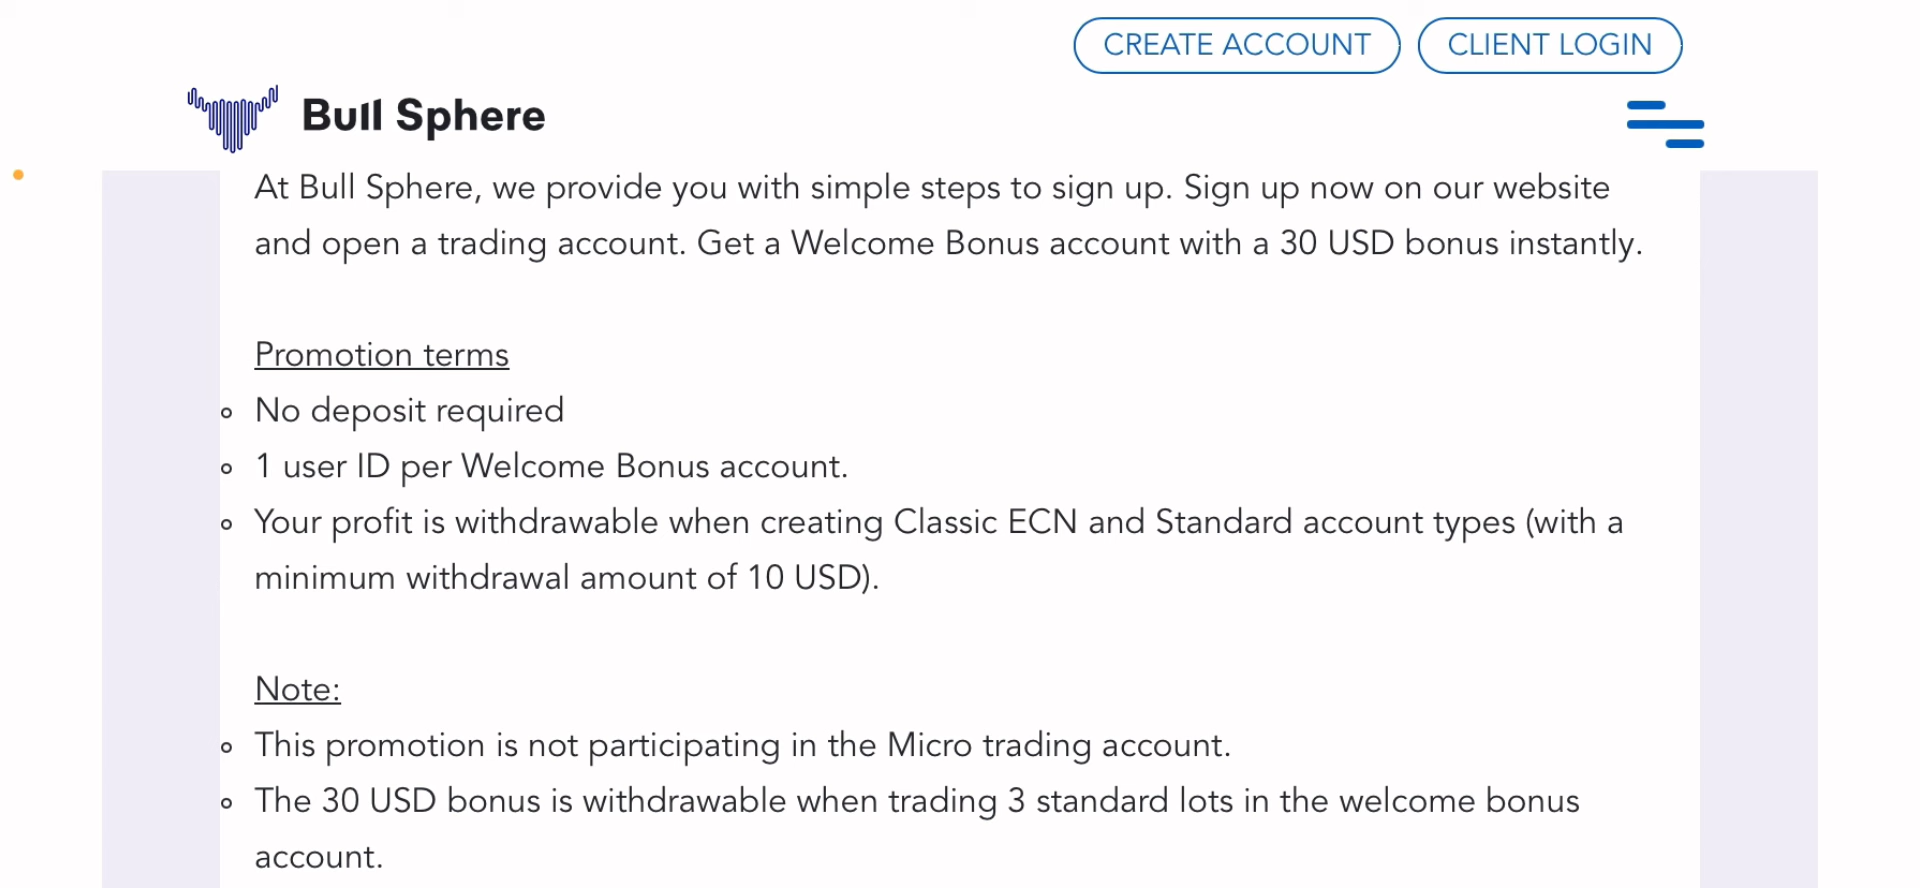 CREATE ACCOUNT CLIENT LOGIN
Bull Sphere
At Bull Sphere, we provide you with simple steps to sign up. Sign up now on our website
and open a trading account. Get a Welcome Bonus account with a 30 USD bonus instantly.
Promotion terms
No deposit required
1 user ID per Welcome Bonus account.
Your profit is withdrawable when creating Classic ECN and Standard account types (with a
minimum withdrawal amount of 10 USD).
Note:
This promotion is not participating in the Micro trading account.
The 30 USD bonus is withdrawable when trading 3 standard lots in the welcome bonus
account.